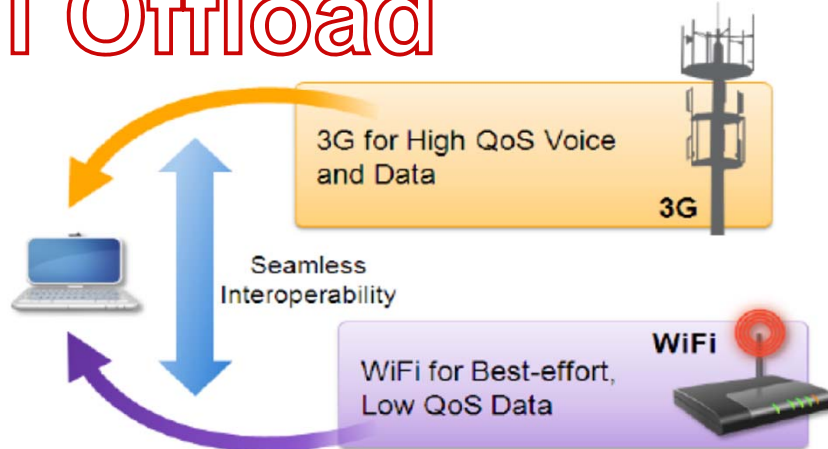 Offload
3G for High QoS Voice
and Data
3G
Seamless
Interoperability
WiFi
WiFi for Best-effort,
Low QoS Data